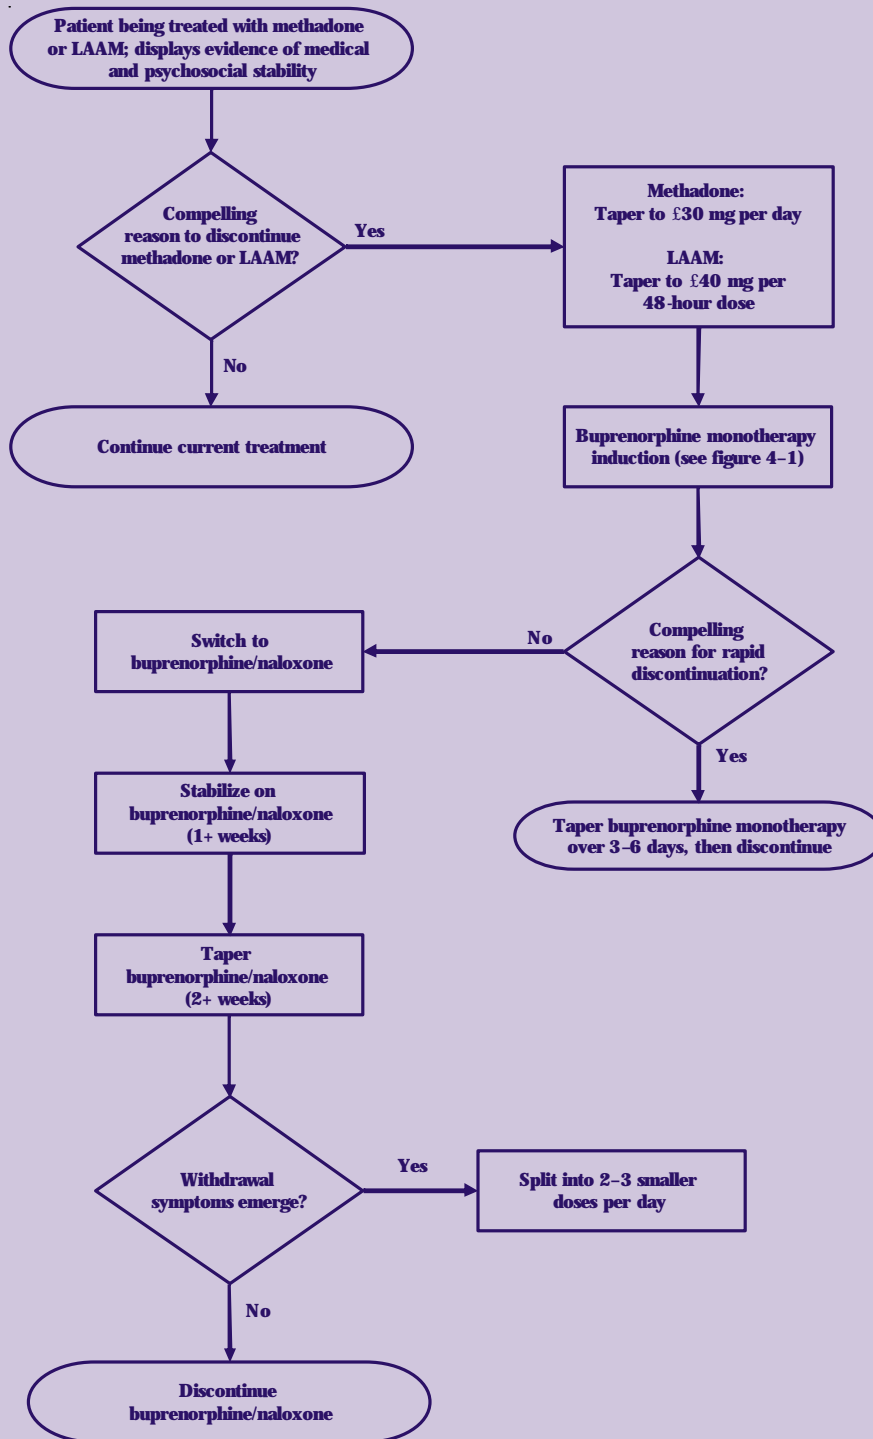 Patient being treated with methadone
or LAAM; displays evidence of medical
and psychosocial stability
Compelling
reason to discontinue
methadone or LAAM?
Yes
Methadone:
Taper to £30 mg per day
LAAM:
Taper to £40 mg per
48-hour dose
No
Continue current treatment
Buprenorphine monotherapy
induction (see figure 4–1)
Compelling
reason for rapid
discontinuation?
No
Switch to
buprenorphine/naloxone
Yes
Taper buprenorphine monotherapy
over 3–6 days, then discontinue
Stabilize on
buprenorphine/naloxone
(1+ weeks)
Taper
buprenorphine/naloxone
(2+ weeks)
Withdrawal
symptoms emerge?
Yes
Split into 2–3 smaller
doses per day
No
Discontinue
buprenorphine/naloxone